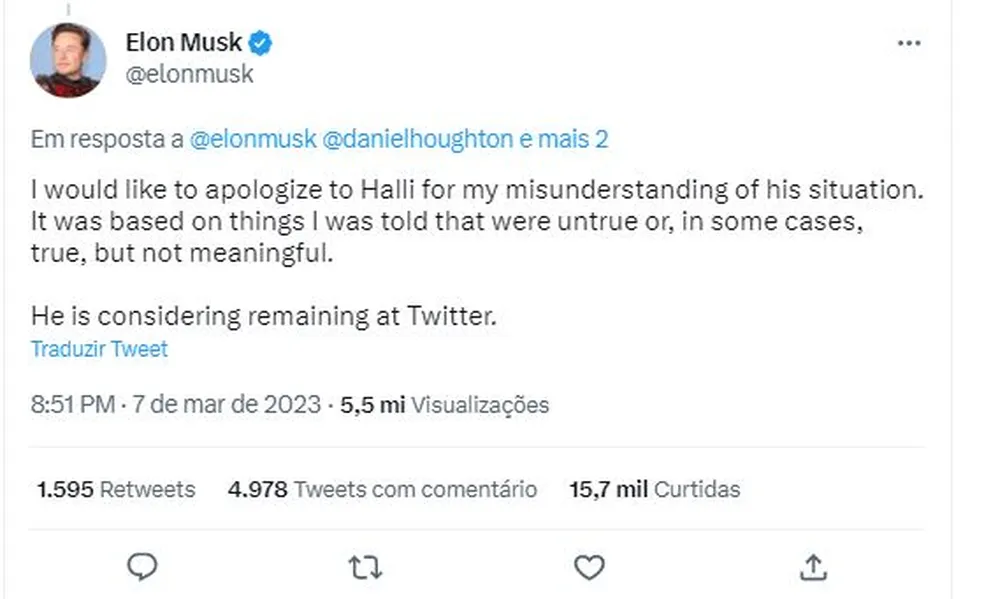 Elon Musk
@elonmusk
Em resposta a @elonmusk @danielhoughton e mais 2
I would like to apologize to Halli for my misunderstanding of his situation.
It was based on things I was told that were untrue or, in some cases,
true, but not meaningful.
He is considering remaining at Twitter.
Traduzir Tweet
8:51 PM · 7 de mar de 2023 · 5,5 mi Visualizações
1.595 Retweets 4.978 Tweets com comentário 15,7 mil Curtidas